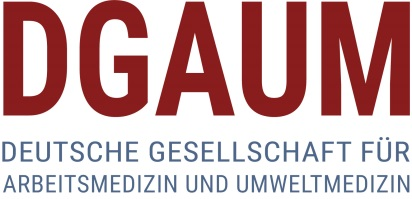 DGAUM
DEUTSCHE GESELLSCHAFT FÜR
ARBEITSMEDIZIN UND UMWELTMEDIZIN